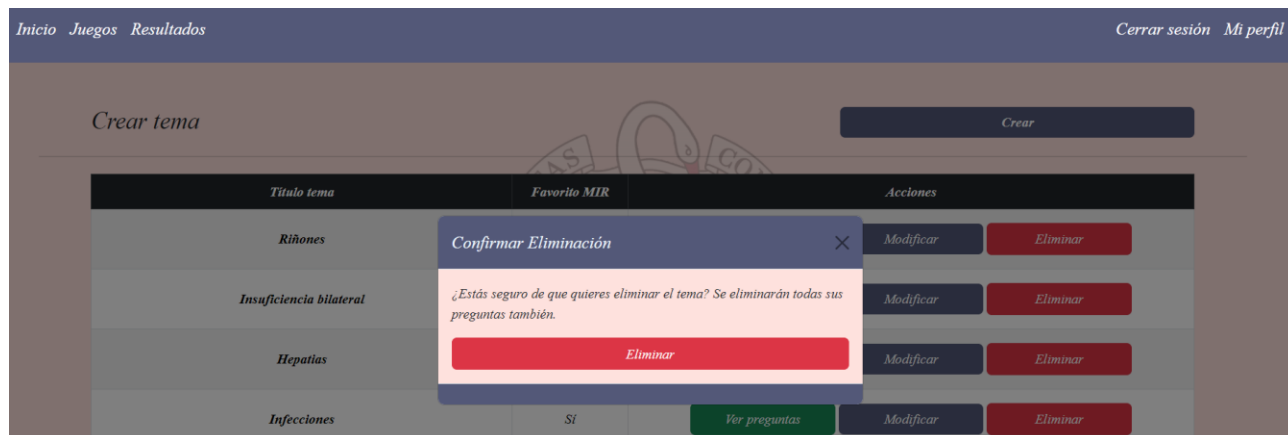 Inicio Juegos Resultados Cerrar sesión Mi perfil
Crear tema Crear
Título tema Favorito MIR Acciones
Riñones Modificar Eliminar
Confirmar Eliminación
¿Estás seguro de que quieres eliminar el tema? Se eliminarán todas sus
preguntas también.
Eliminar
Insuficiencia bilateral Modificar Eliminar
Hepatias Modificar Eliminar
Infecciones Sí Ver preguntas Modificar Eliminar